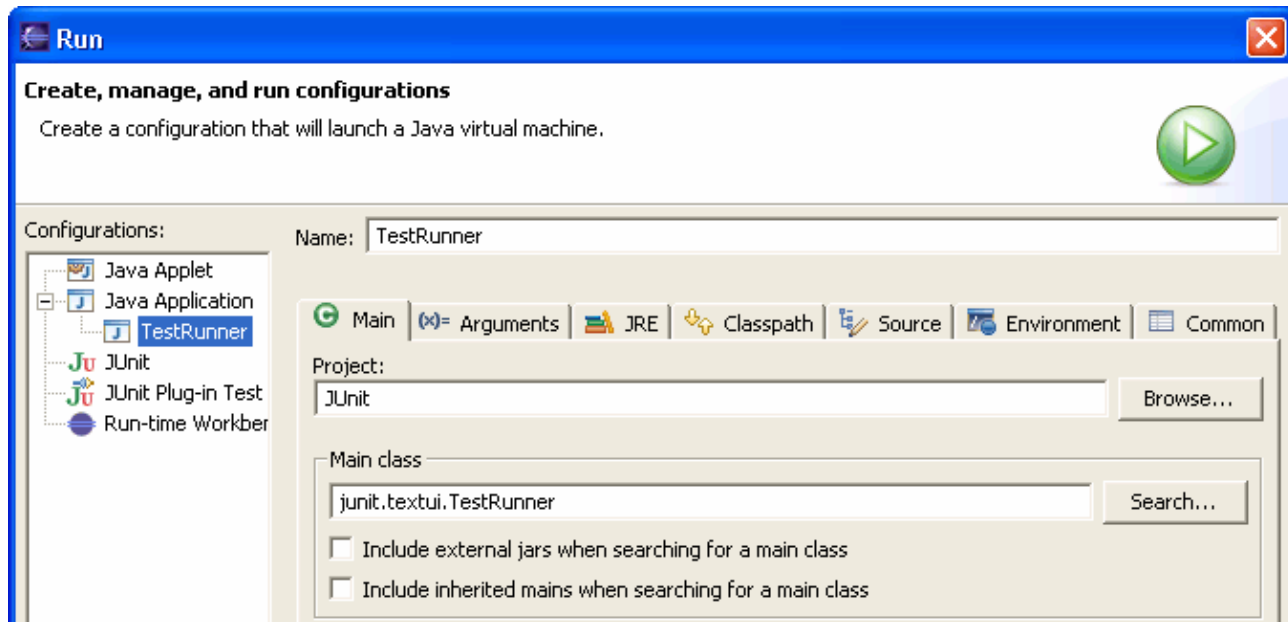 Run
Create, manage, and run configurations
Create a configuration that will launch a Java virtual machine.
Configurations:
Java Applet
Java Application
TestRunner
JUnit
JUnit Plug-in Test
Run-time Workber
Name: TestRunner
Main (x)= Arguments JRE Classpath Source Environment Common
Project:
JUnit Browse...
Main class
junit.textui.TestRunner Search...
Include external jars when searching for a main class
Include inherited mains when searching for a main class